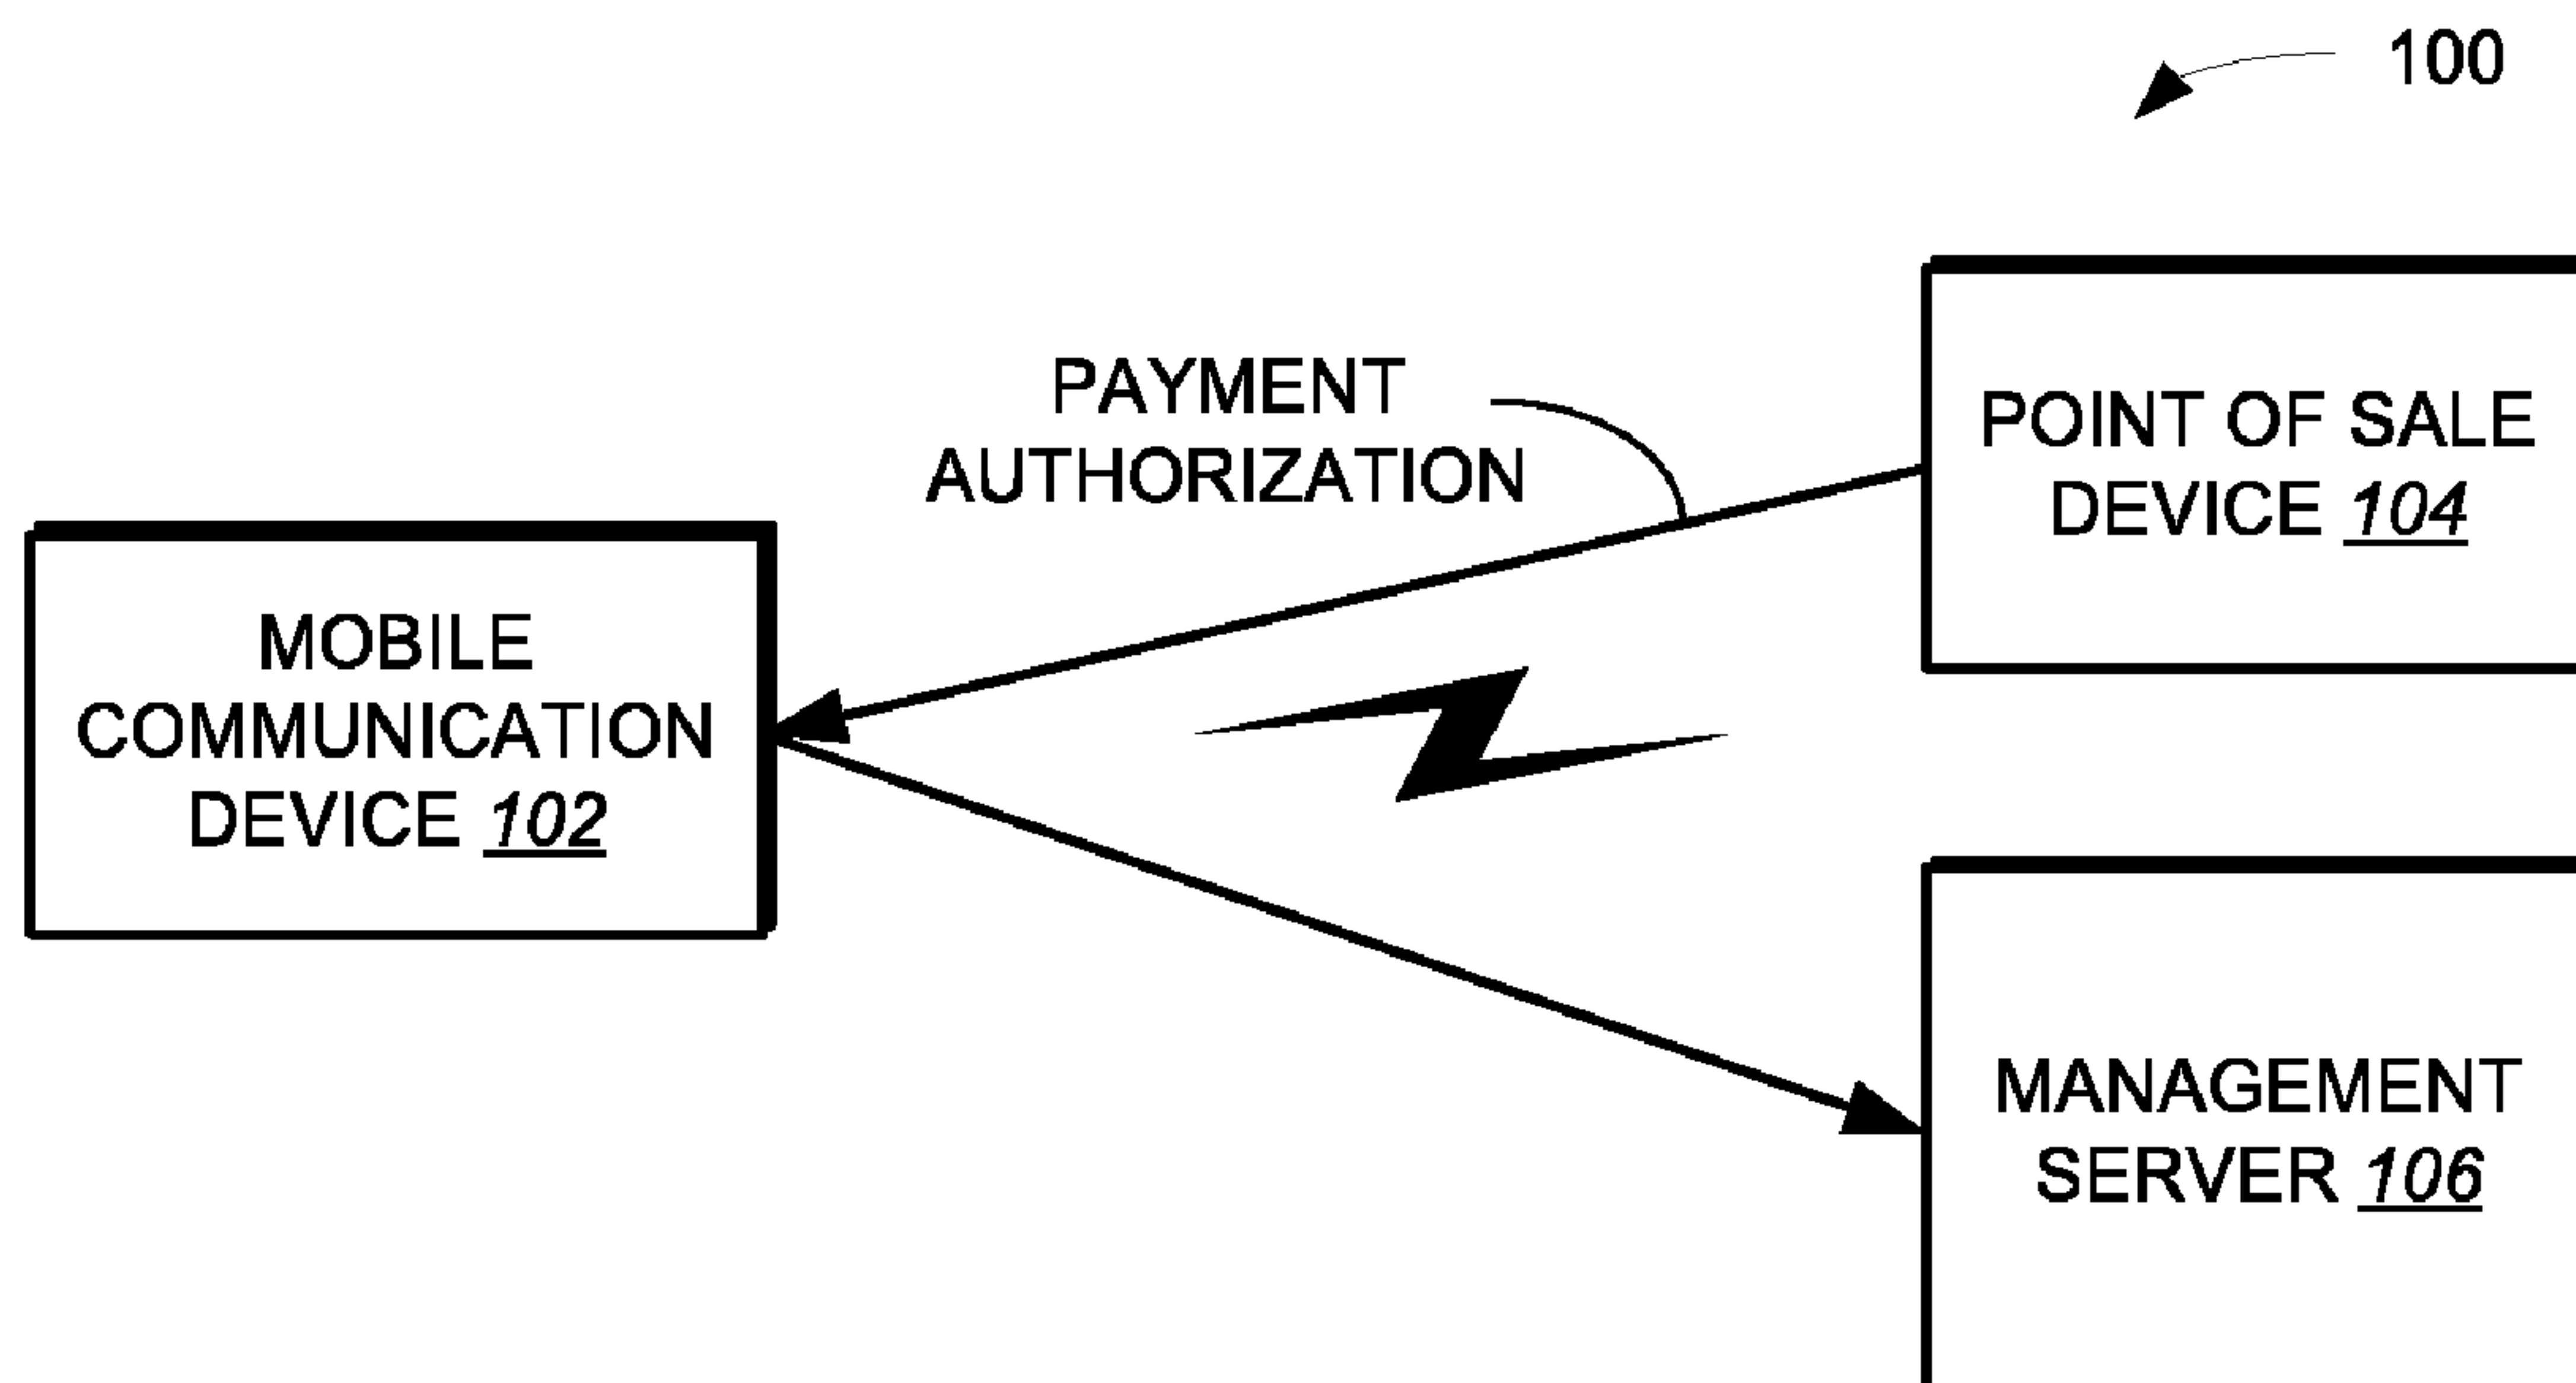 100
PAYMENT
AUTHORIZATION
POINT OF SALE
DEVICE 104
MOBILE
COMMUNICATION
DEVICE 102
MANAGEMENT
SERVER 106